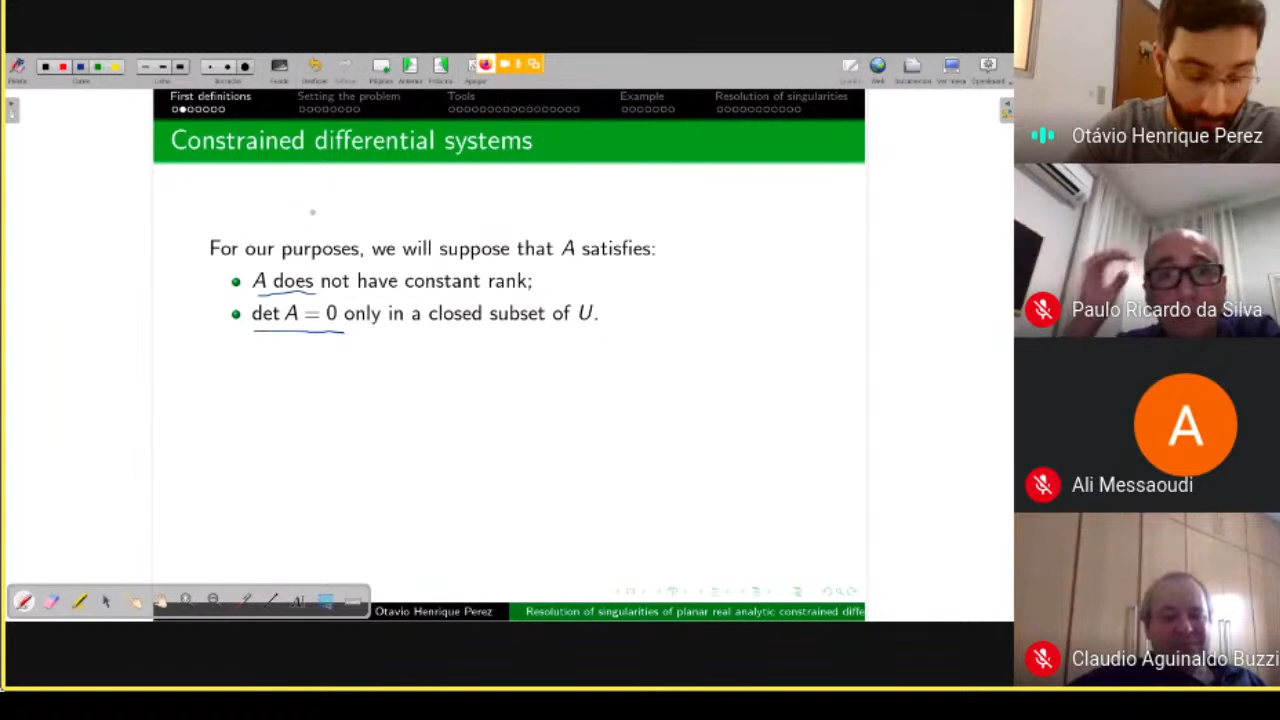 First definitions Setting the problem Tools Example Resolution of singularities
Constrained differential systems
For our purposes, we will suppose that A satisfies:
A does not have constant rank;
det A = 0 only in a closed subset of U.
Otavio Henrique Perez Resolution of singularities of planar real analytic constrained diffe
Otávio Henrique Perez
Paulo Ricardo da Silva
A
Ali Messaoudi
Claudio Aguinaldo Buzzi